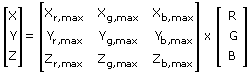 [X] = [X_r,max X_g,max X_b,max] x [R]
[Y] = [Y_r,max Y_g,max Y_b,max] x [G]
[Z] = [Z_r,max Z_g,max Z_b,max] x [B]